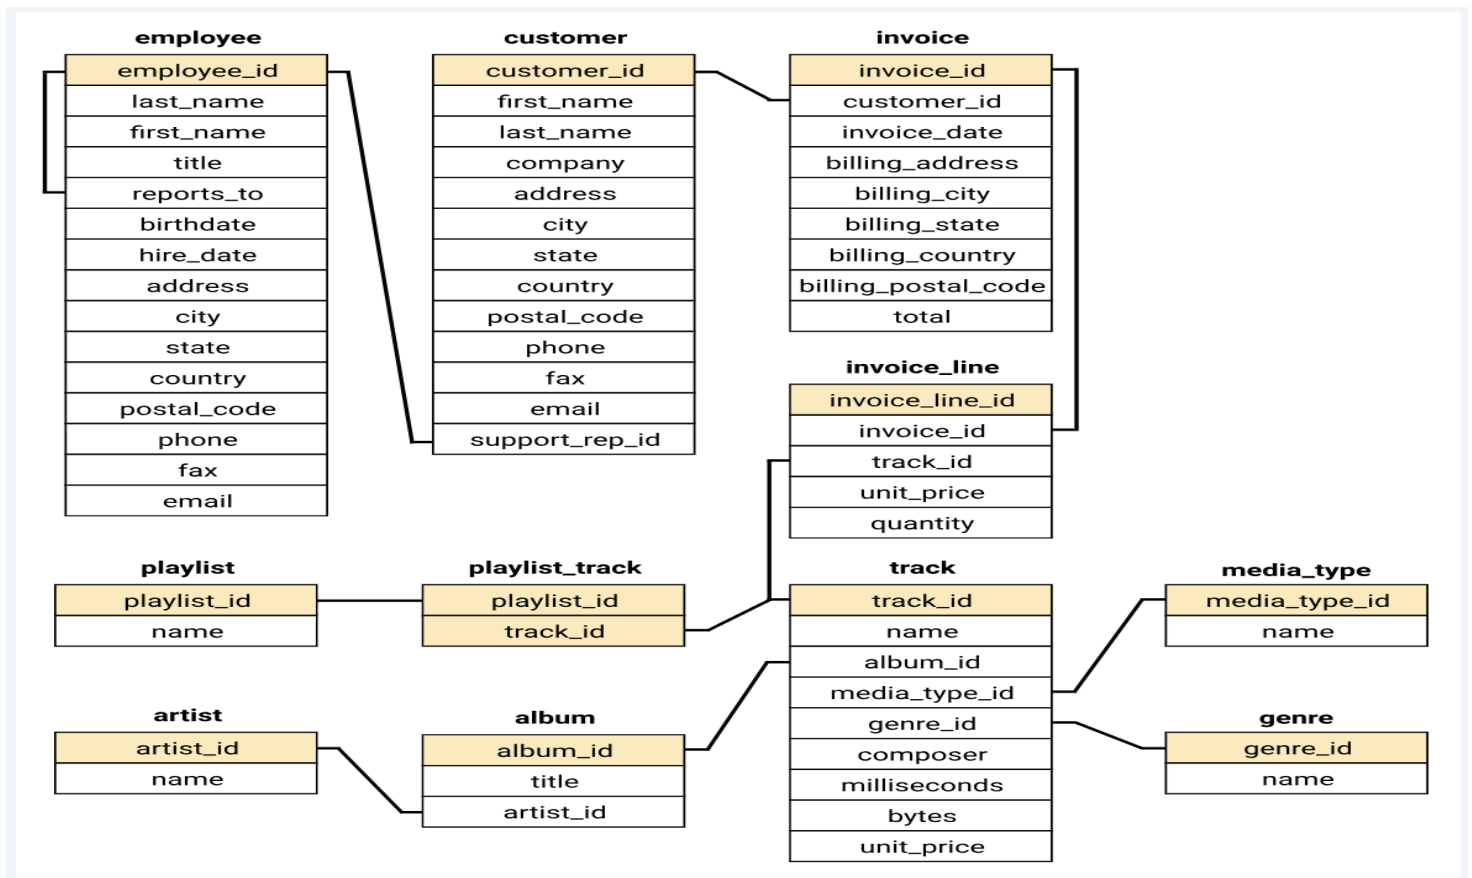 employee
employee_id
last_name
first_name
title
reports_to
birthdate
hire_date
address
city
state
country
postal_code
phone
fax
email
customer
customer_id
first_name
last_name
company
address
city
state
country
postal_code
phone
fax
email
support_rep_id
invoice
invoice_id
customer_id
invoice_date
billing_address
billing_city
billing_state
billing_country
billing_postal_code
total
invoice_line
invoice_line_id
invoice_id
track_id
unit_price
quantity
playlist
playlist_id
name
playlist_track
playlist_id
track_id
track
track_id
name
album_id
media_type_id
genre_id
composer
milliseconds
bytes
unit_price
media_type
media_type_id
name
artist
artist_id
name
album
album_id
title
artist_id
genre
genre_id
name